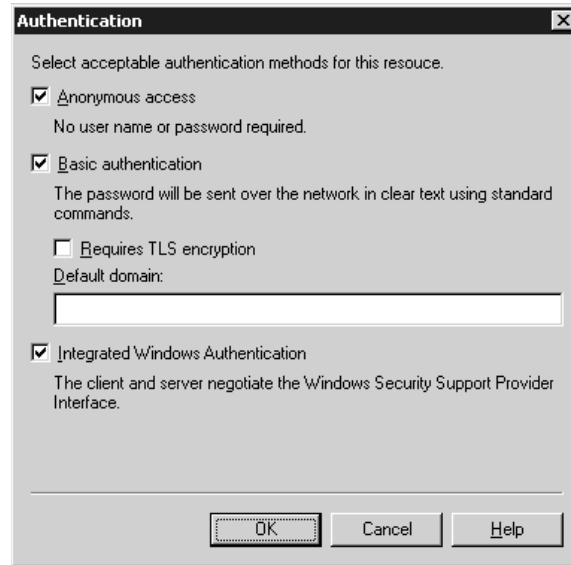 Authentication
Select acceptable authentication methods for this resouce.
Anonymous access
No user name or password required.
Basic authentication
The password will be sent over the network in clear text using standard
commands.
Requires TLS encryption
Default domain:
Integrated Windows Authentication
The client and server negotiate the Windows Security Support Provider
Interface.
OK Cancel Help